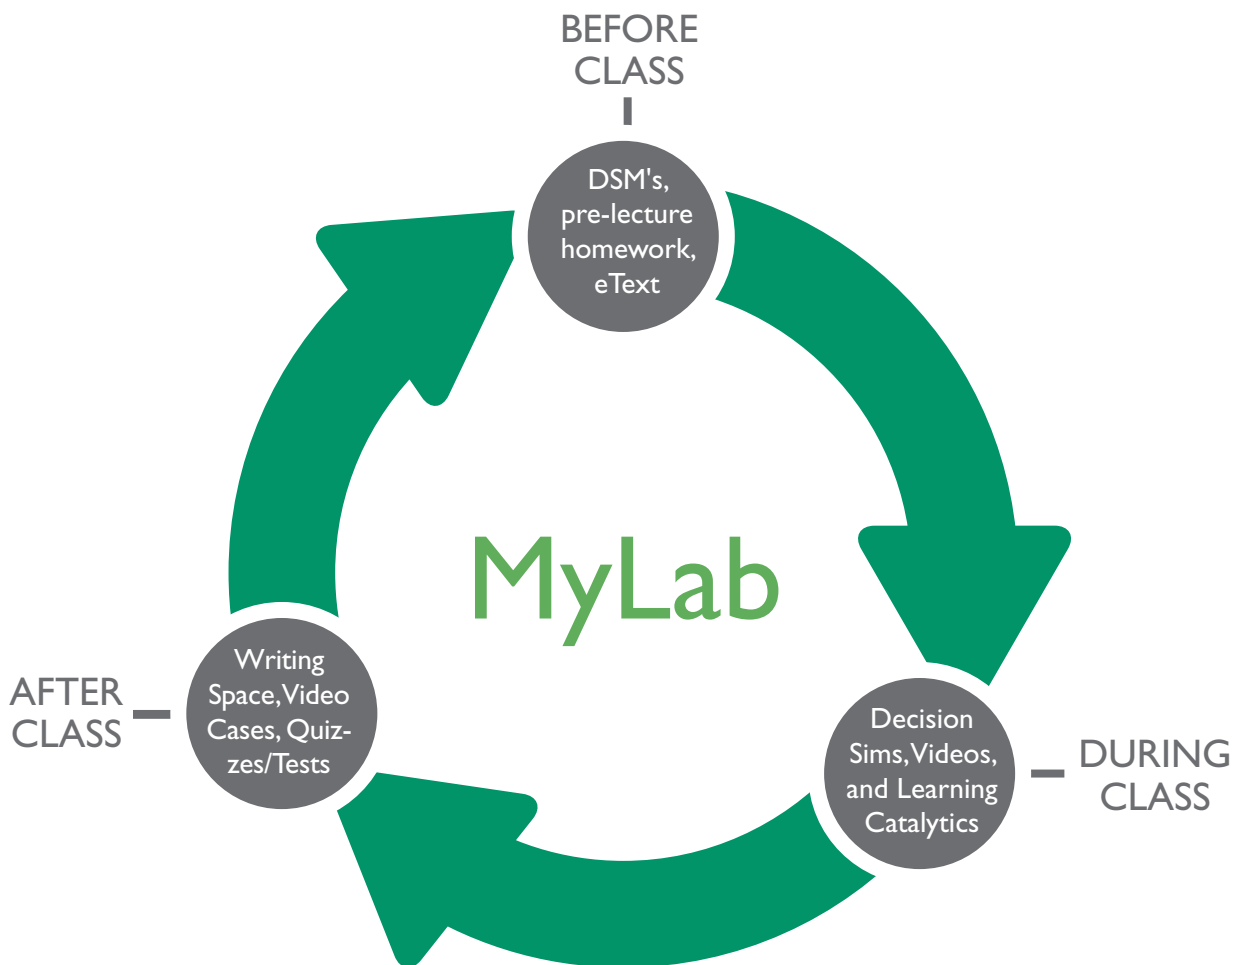 BEFORE
CLASS
DSM's,
pre-lecture
homework,
eText
MyLab
AFTER
CLASS
Writing
Space, Video
Cases, Quiz-
zes/Tests
Decision
Sims, Videos,
and Learning
Catalytics
DURING
CLASS